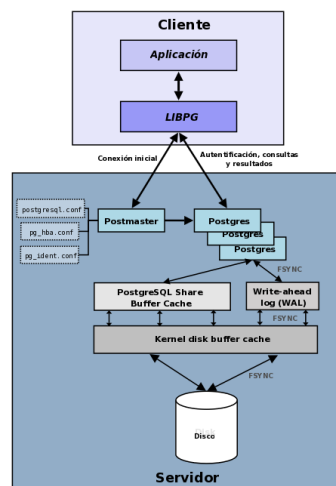 Cliente
Aplicación
LIBPG
Conexión inicial
Autentificación, consultas
y resultados
postgresql.conf
pg_hba.conf
pg_ident.conf
Postmaster
Postgres
Postgres
Postgres
FSYNC
PostgreSQL Share
Buffer Cache
Write-ahead
log (WAL)
FSYNC
Kernel disk buffer cache
FSYNC
Disk
Disco
Servidor